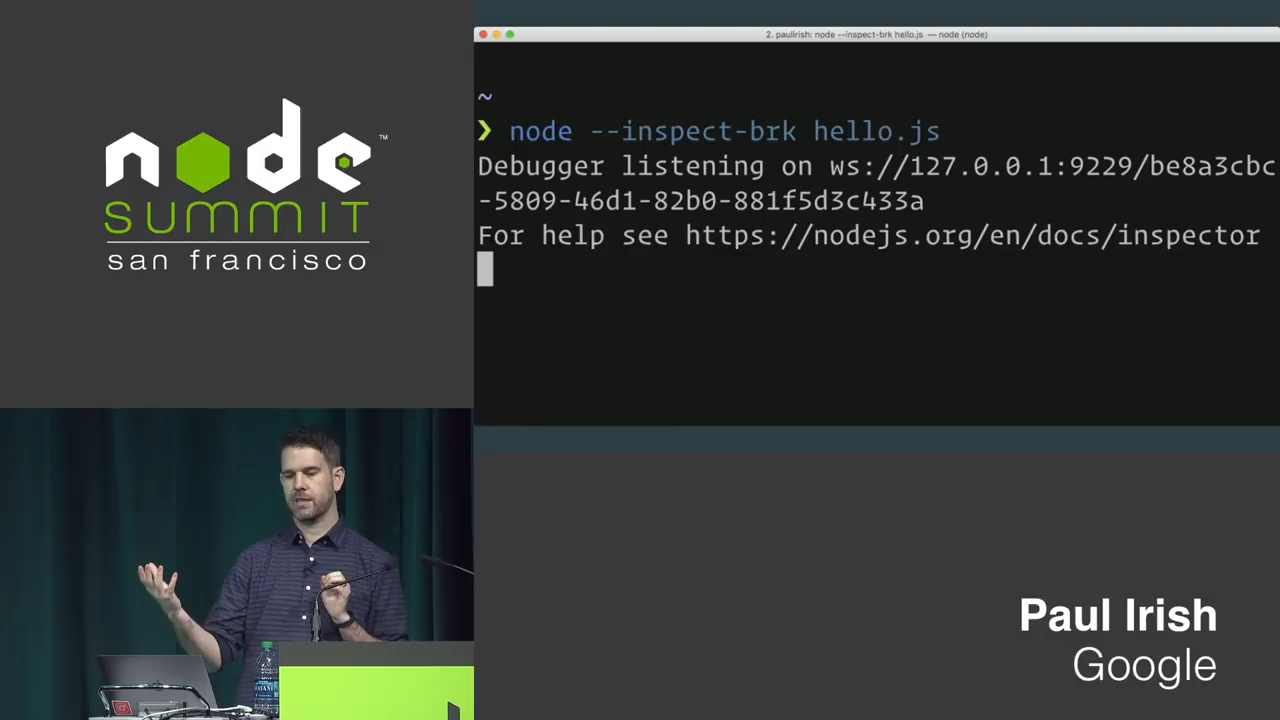 node™
SUMMIT
san francisco
2. paulirish: node --inspect-brk hello.js — node (node)
~
❯ node --inspect-brk hello.js
Debugger listening on ws://127.0.0.1:9229/be8a3cbc
-5809-46d1-82b0-881f5d3c433a
For help see https://nodejs.org/en/docs/inspector
Paul Irish
Google